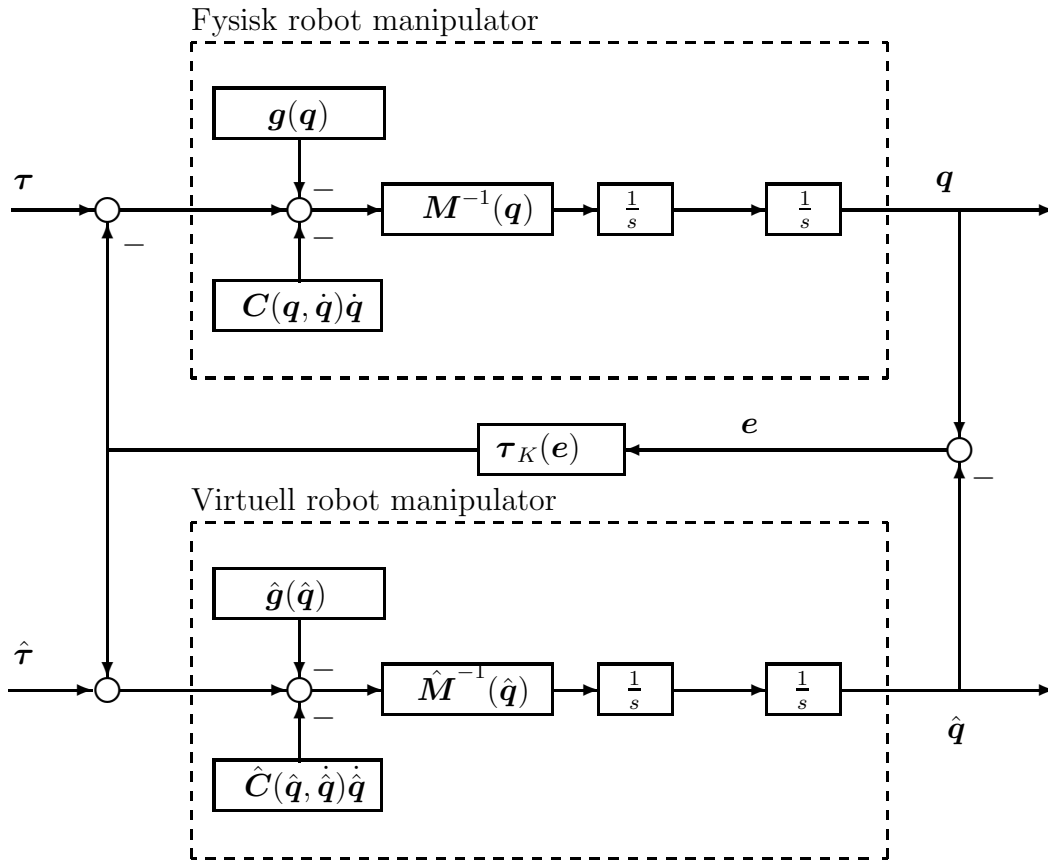 Fysisk robot manipulator
g(q)
τ
−
M⁻¹(q)
1/s
1/s
q
−
−
C(q, q̇)q̇
τ_K(e)
e
−
Virtuell robot manipulator
ĝ(q̂)
τ̂
−
M̂⁻¹(q̂)
1/s
1/s
−
q̂
Ĉ(q̂, q̂̇)q̂̇